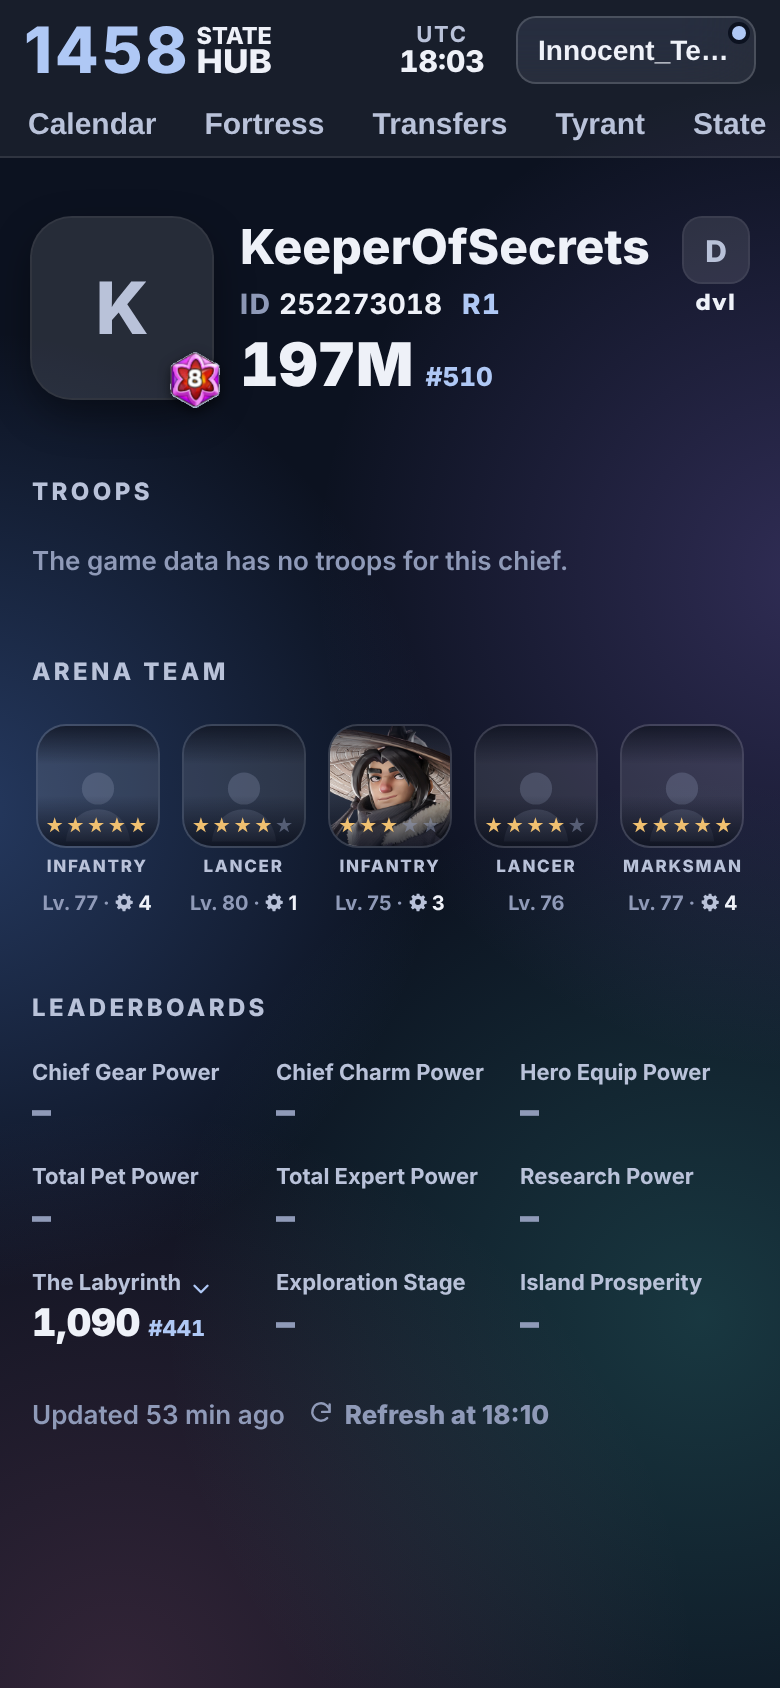 1458 STATE HUB
UTC
18:03
Innocent_Te...
Calendar Fortress Transfers Tyrant State
K
8
KeeperOfSecrets
ID 252273018 R1
197M #510
D
dvl
TROOPS
The game data has no troops for this chief.
ARENA TEAM
INFANTRY LANCER INFANTRY LANCER MARKSMAN
Lv. 77 · 4 Lv. 80 · 1 Lv. 75 · 3 Lv. 76 Lv. 77 · 4
LEADERBOARDS
Chief Gear Power Chief Charm Power Hero Equip Power
– – –
Total Pet Power Total Expert Power Research Power
– – –
The Labyrinth Exploration Stage Island Prosperity
1,090 #441 – –
Updated 53 min ago Refresh at 18:10